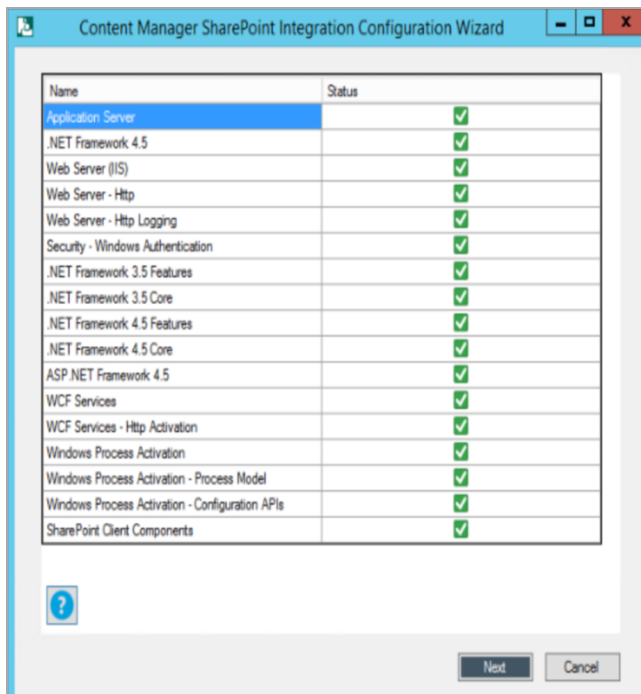 Content Manager SharePoint Integration Configuration Wizard
Name Status
Application Server
.NET Framework 4.5
Web Server (IIS)
Web Server - Http
Web Server - Http Logging
Security - Windows Authentication
.NET Framework 3.5 Features
.NET Framework 3.5 Core
.NET Framework 4.5 Features
.NET Framework 4.5 Core
ASP.NET Framework 4.5
WCF Services
WCF Services - Http Activation
Windows Process Activation
Windows Process Activation - Process Model
Windows Process Activation - Configuration APIs
SharePoint Client Components
?
Next Cancel